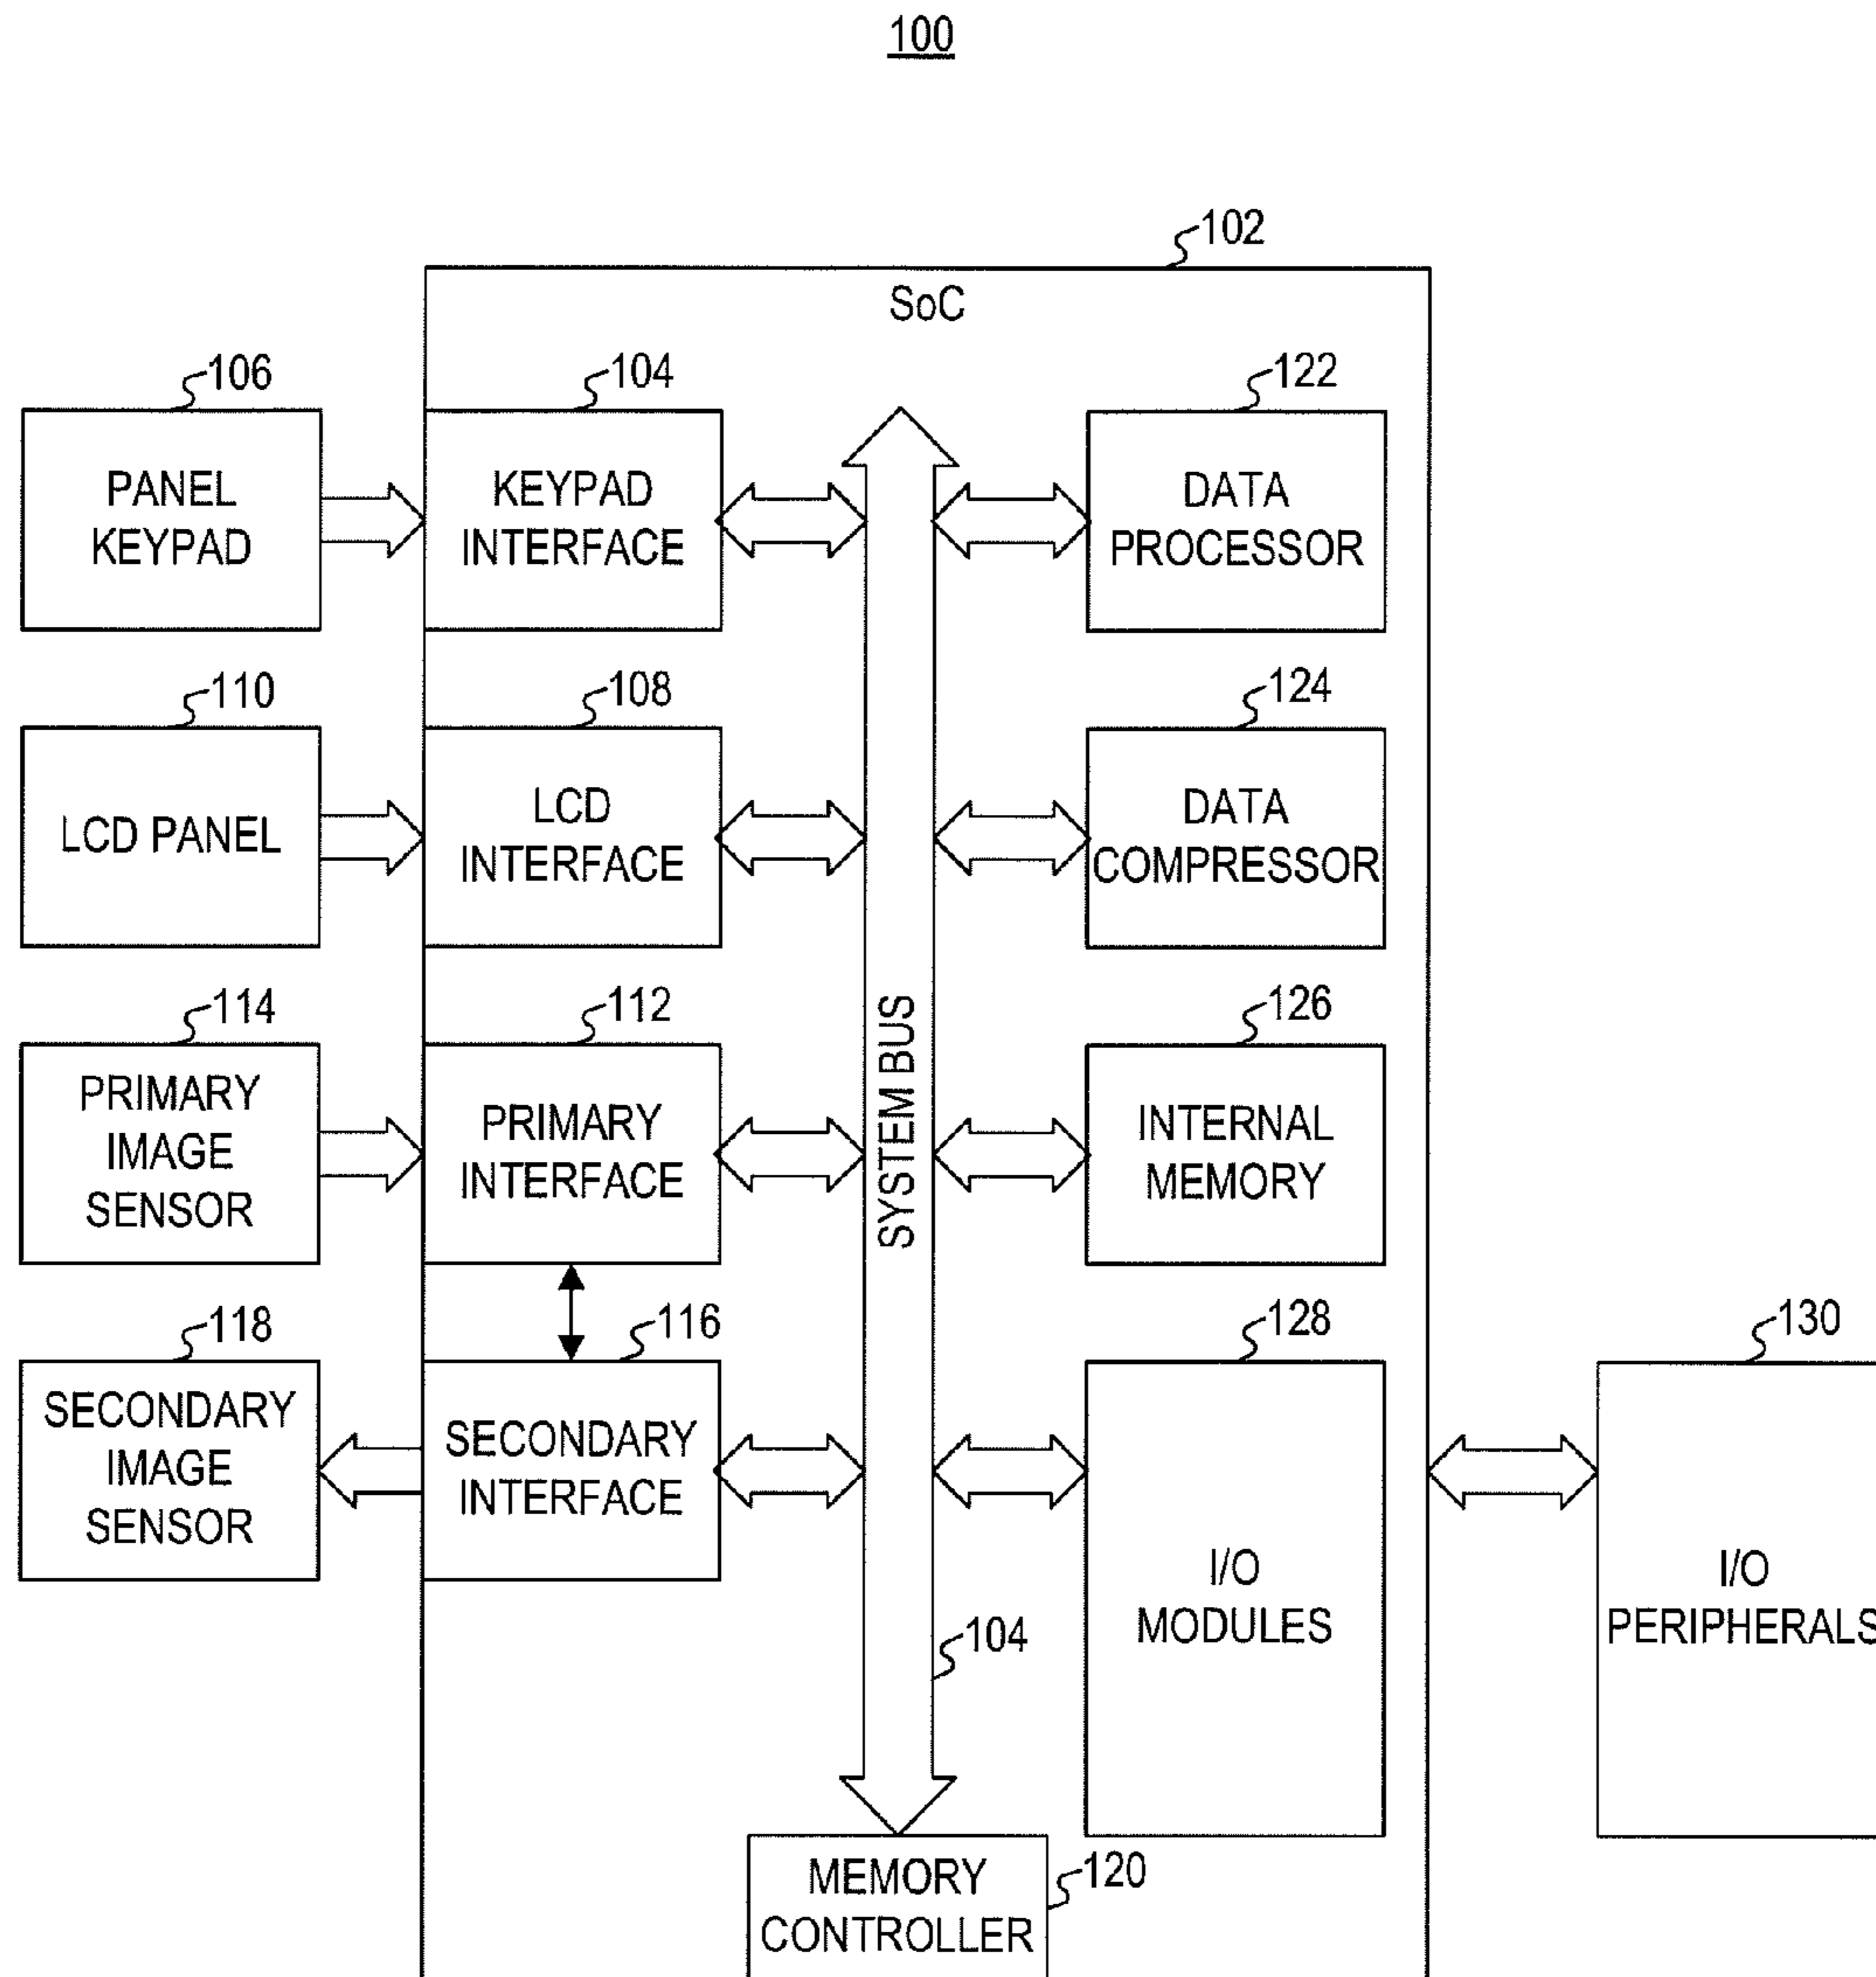 100
102
SoC
106
104
122
PANEL
KEYPAD
KEYPAD
INTERFACE
DATA
PROCESSOR
110
108
124
LCD PANEL
LCD
INTERFACE
DATA
COMPRESSOR
114
112
126
PRIMARY
IMAGE
SENSOR
PRIMARY
INTERFACE
SYSTEM BUS
INTERNAL
MEMORY
118
116
128
130
SECONDARY
IMAGE
SENSOR
SECONDARY
INTERFACE
I/O
MODULES
I/O
PERIPHERALS
104
MEMORY
CONTROLLER
120